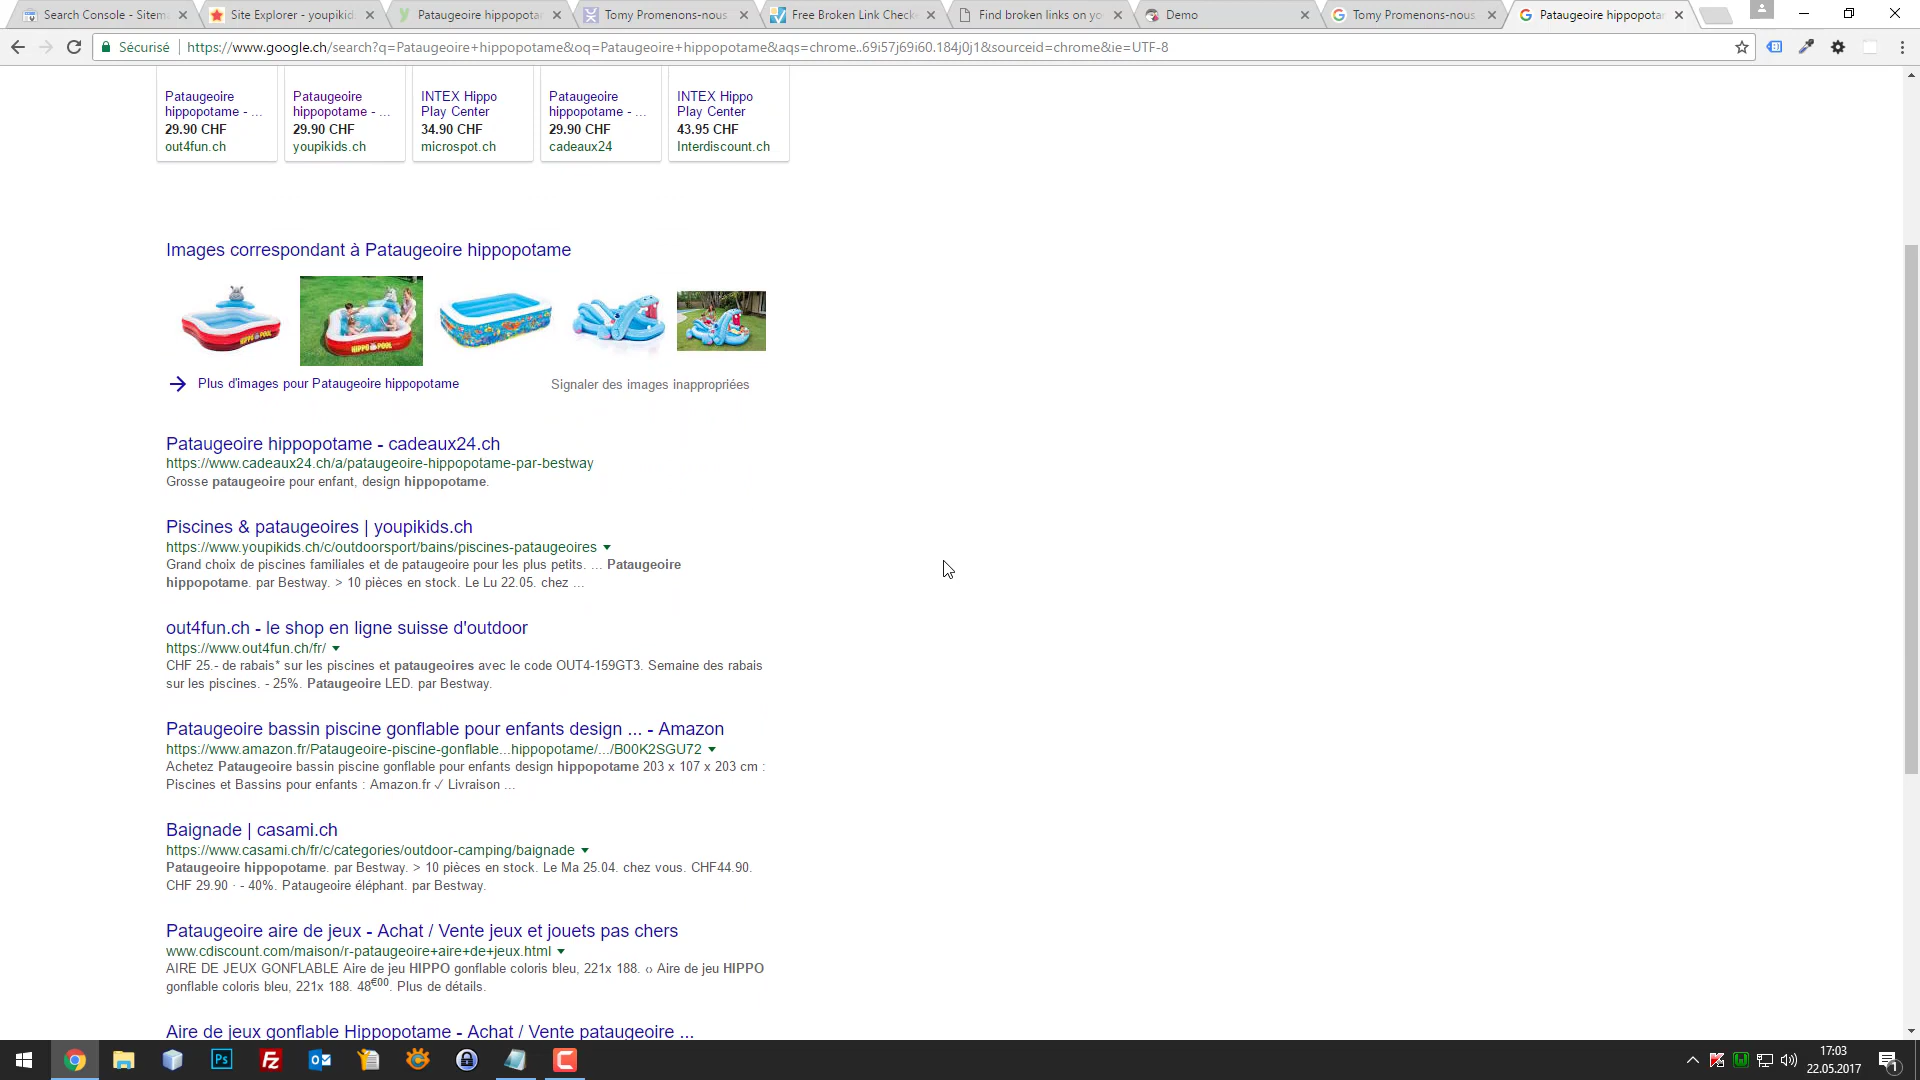 Search Console - Sitem
Site Explorer - youpikid
Pataugeoire hippopotam
Tomy Promenons-nous
Free Broken Link Check
Find broken links on yo
Demo
Tomy Promenons-nous
Pataugeoire hippopotam
Sécurisé
https://www.google.ch/search?q=Pataugeoire+hippopotame&oq=Pataugeoire+hippopotame&aqs=chrome..69i57j69i60.184j0j1&sourceid=chrome&ie=UTF-8
Pataugeoire
hippopotame - ...
29.90 CHF
out4fun.ch
Pataugeoire
hippopotame - ...
29.90 CHF
youpikids.ch
INTEX Hippo
Play Center
34.90 CHF
microspot.ch
Pataugeoire
hippopotame - ...
29.90 CHF
cadeaux24
INTEX Hippo
Play Center
43.95 CHF
Interdiscount.ch
Images correspondant à Pataugeoire hippopotame
HIPPO POOL
HIPPO POOL
Plus d'images pour Pataugeoire hippopotame
Signaler des images inappropriées
Pataugeoire hippopotame - cadeaux24.ch
https://www.cadeaux24.ch/a/pataugeoire-hippopotame-par-bestway
Grosse pataugeoire pour enfant, design hippopotame.
Piscines & pataugeoires | youpikids.ch
https://www.youpikids.ch/c/outdoorsport/bains/piscines-pataugeoires
Grand choix de piscines familiales et de pataugeoire pour les plus petits. ... Pataugeoire
hippopotame. par Bestway. > 10 pièces en stock. Le Lu 22.05. chez ...
out4fun.ch - le shop en ligne suisse d'outdoor
https://www.out4fun.ch/fr/
CHF 25.- de rabais* sur les piscines et pataugeoires avec le code OUT4-159GT3. Semaine des rabais
sur les piscines. - 25%. Pataugeoire LED. par Bestway.
Pataugeoire bassin piscine gonflable pour enfants design ... - Amazon
https://www.amazon.fr/Pataugeoire-piscine-gonflable...hippopotame/.../B00K2SGU72
Achetez Pataugeoire bassin piscine gonflable pour enfants design hippopotame 203 x 107 x 203 cm :
Piscines et Bassins pour enfants : Amazon.fr ✓ Livraison ...
Baignade | casami.ch
https://www.casami.ch/fr/c/categories/outdoor-camping/baignade
Pataugeoire hippopotame. par Bestway. > 10 pièces en stock. Le Ma 25.04. chez vous. CHF44.90.
CHF 29.90 · - 40%. Pataugeoire éléphant. par Bestway.
Pataugeoire aire de jeux - Achat / Vente jeux et jouets pas chers
www.cdiscount.com/maison/r-pataugeoire+aire+de+jeux.html
AIRE DE JEUX GONFLABLE Aire de jeu HIPPO gonflable coloris bleu, 221x 188. ‹› Aire de jeu HIPPO
gonflable coloris bleu, 221x 188. 48€00. Plus de détails.
Aire de jeux gonflable Hippopotame - Achat / Vente pataugeoire ...
17:03
22.05.2017
1